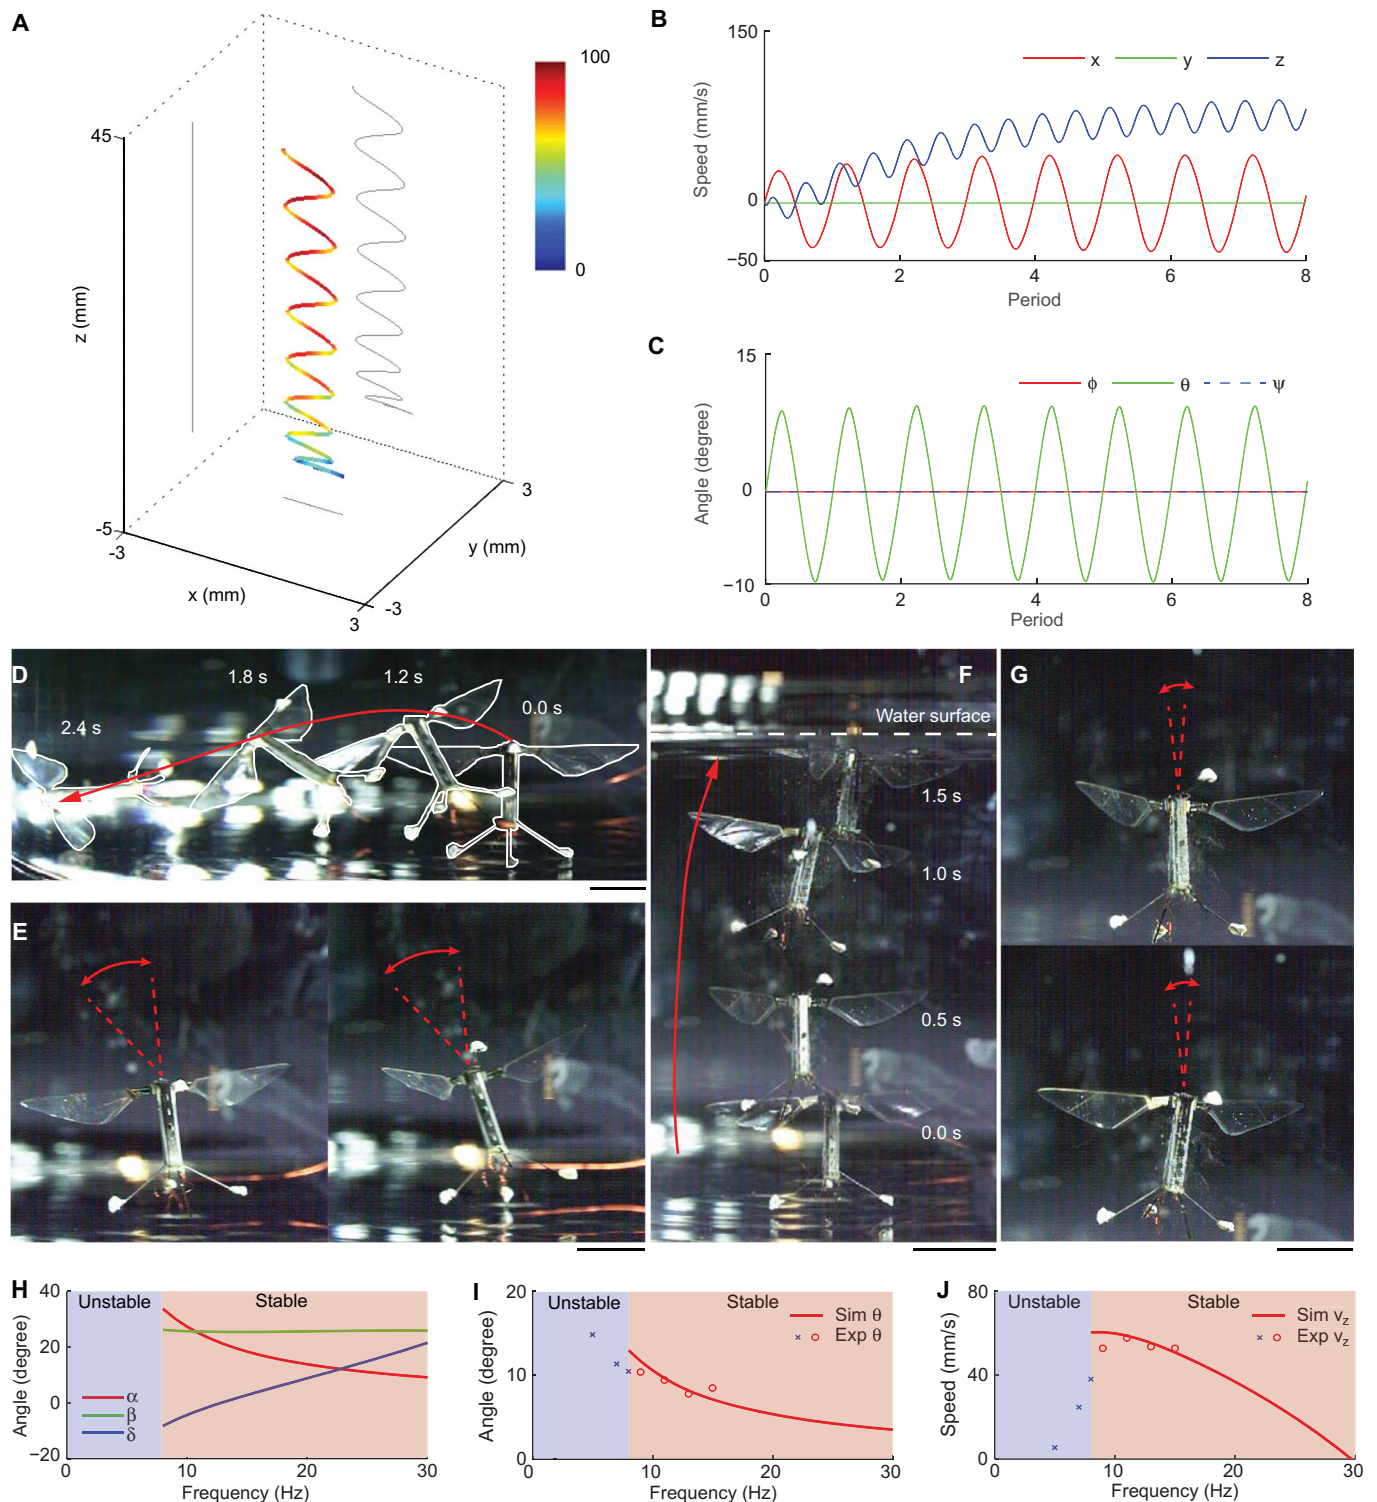 A
100
0
45
-5
z (mm)
-3
x (mm)
3
-3
y (mm)
3
B
150
0
−50
Speed (mm/s)
x y z
0 2 4 6 8
Period
C
15
0
−10
Angle (degree)
ϕ θ ψ
0 2 4 6 8
Period
D
2.4 s
1.8 s
1.2 s
0.0 s
E
F
Water surface
1.5 s
1.0 s
0.5 s
0.0 s
G
H
40
20
0
−20
Angle (degree)
Unstable Stable
α
β
δ
0 10 20 30
Frequency (Hz)
I
20
10
0
Angle (degree)
Unstable Stable
Sim θ
× ○ Exp θ
0 10 20 30
Frequency (Hz)
J
80
40
0
Speed (mm/s)
Unstable Stable
Sim vz
× ○ Exp vz
0 10 20 30
Frequency (Hz)